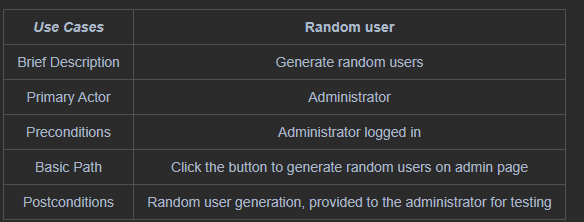 Use Cases Random user
Brief Description Generate random users
Primary Actor Administrator
Preconditions Administrator logged in
Basic Path Click the button to generate random users on admin page
Postconditions Random user generation, provided to the administrator for testing